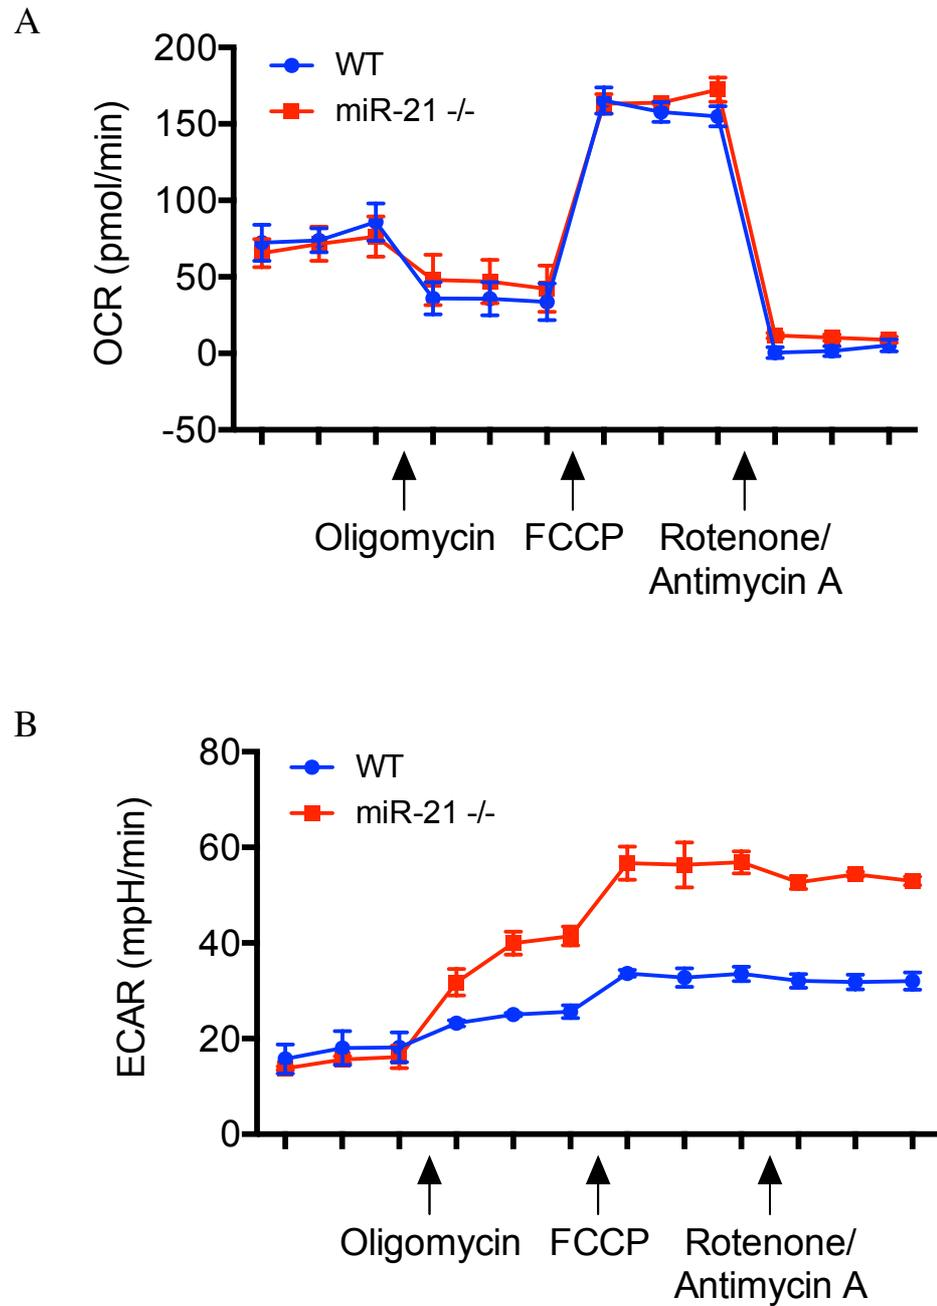 A
200
150
100
50
0
-50
OCR (pmol/min)
WT
miR-21 -/-
Oligomycin FCCP Rotenone/
Antimycin A
B
80
60
40
20
0
ECAR (mpH/min)
WT
miR-21 -/-
Oligomycin FCCP Rotenone/
Antimycin A